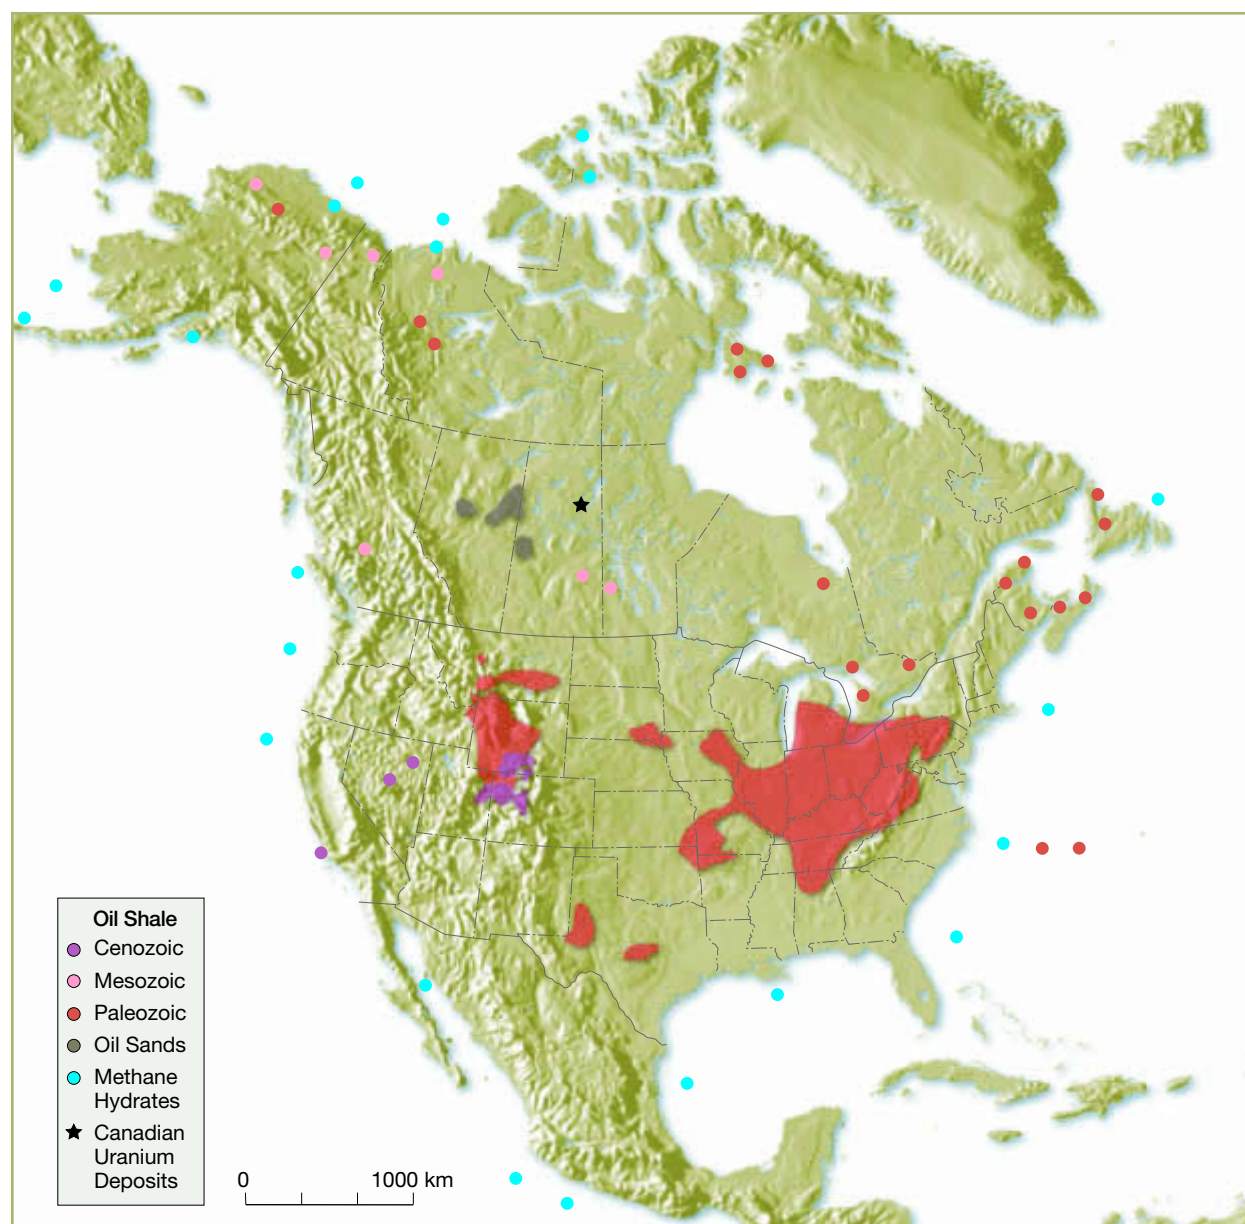 Oil Shale
Cenozoic
Mesozoic
Paleozoic
Oil Sands
Methane
Hydrates
Canadian
Uranium
Deposits
0 1000 km